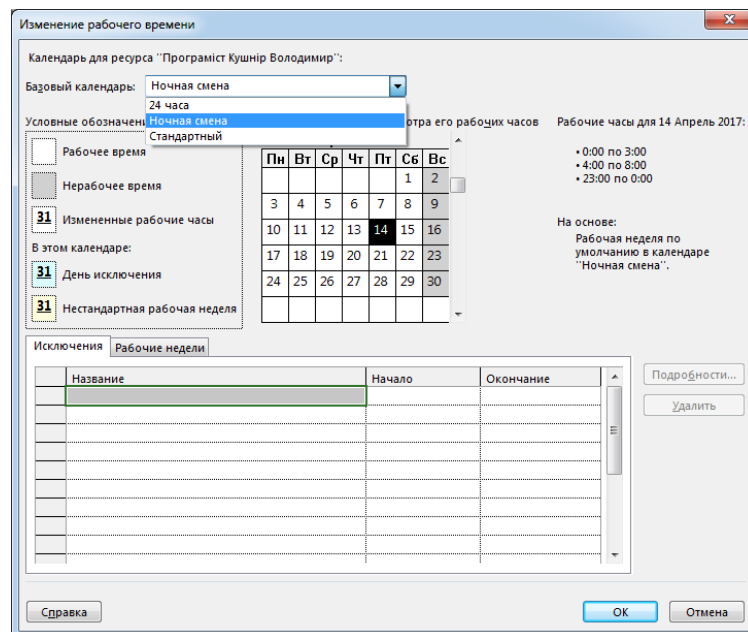 Изменение рабочего времени
Календарь для ресурса "Програміст Кушнір Володимир":
Базовый календарь: Ночная смена
24 часа
Ночная смена
Стандартный
Условные обозначени
отра его рабочих часов
Рабочее время
Нерабочее время
31 Измененные рабочие часы
В этом календаре:
31 День исключения
31 Нестандартная рабочая неделя
Пн Вт Ср Чт Пт Сб Вс
1 2
3 4 5 6 7 8 9
10 11 12 13 14 15 16
17 18 19 20 21 22 23
24 25 26 27 28 29 30
Рабочие часы для 14 Апрель 2017:
• 0:00 по 3:00
• 4:00 по 8:00
• 23:00 по 0:00
На основе:
Рабочая неделя по
умолчанию в календаре
"Ночная смена".
Исключения Рабочие недели
Название Начало Окончание
Подробности...
Удалить
Справка ОК Отмена